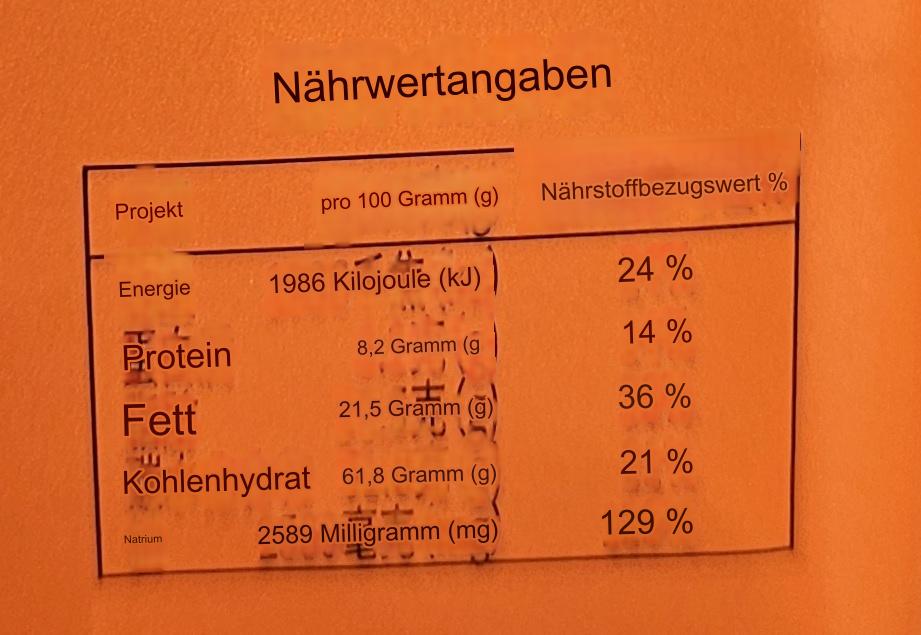 Nährwertangaben
Projekt pro 100 Gramm (g) Nährstoffbezugswert %
Energie 1986 Kilojoule (kJ) 24 %
Protein 8,2 Gramm (g 14 %
Fett 21,5 Gramm (g) 36 %
Kohlenhydrat 61,8 Gramm (g) 21 %
Natrium 2589 Milligramm (mg) 129 %